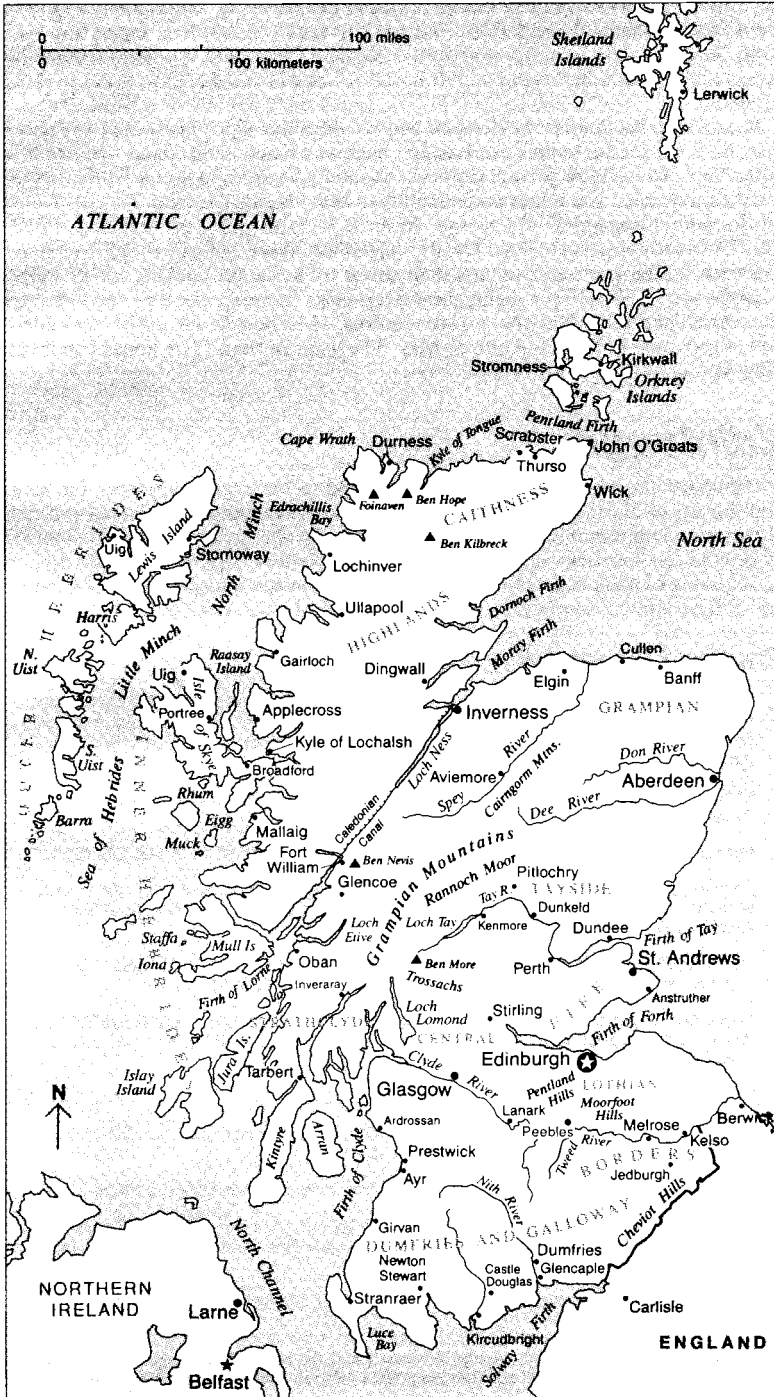 0
100 miles
0
100 kilometers
Shetland
Islands
Lerwick
ATLANTIC OCEAN
Stromness
Kirkwall
Orkney
Islands
Pentland Firth
Cape Wrath
Durness
Kyle of Tongue
Scrabster
John O'Groats
Thurso
Wick
Foinaven
Ben Hope
CAITHNESS
Edrachillis
Bay
Ben Kilbreck
North Sea
OUTER HEBRIDES
Lewis Island
Uig
Stornoway
North Minch
Lochinver
Ullapool
HIGHLANDS
Dornoch Firth
Harris
Little Minch
N.
Uist
Uig
Raasay
Island
Gairloch
Dingwall
Moray Firth
Cullen
Elgin
Banff
Isle of Skye
Portree
Applecross
Inverness
GRAMPIAN
S.
Uist
Kyle of Lochalsh
Loch Ness
Spey River
Aviemore
Cairngorm Mtns.
Don River
Broadford
Aberdeen
Dee River
Sea of Hebrides
INNER HEBRIDES
Rhum
Barra
Eigg
Mallaig
Muck
Caledonian
Canal
Fort
William
Ben Nevis
Grampian Mountains
Rannoch Moor
Pitlochry
TAYSIDE
Glencoe
Tay R.
Loch
Etive
Loch Tay
Kenmore
Dunkeld
Dundee
Firth of Tay
Staffa
Mull Is
Iona
Oban
Ben More
Perth
St. Andrews
Trossachs
Firth of Lorne
Inveraray
Anstruther
Loch
Lomond
Stirling
FIFE
STRATHCLYDE
CENTRAL
Firth of Forth
Jura Is.
Islay
Island
Tarbert
Clyde River
Edinburgh
Glasgow
Pentland
Hills
LOTHIAN
Moorfoot
Hills
Lanark
Berwick
N
Kintyre
Arran
Ardrossan
Peebles
Melrose
Kelso
Firth of Clyde
Prestwick
Tweed River
BORDERS
Ayr
Jedburgh
Nith River
Cheviot Hills
Girvan
DUMFRIES AND GALLOWAY
North Channel
Newton
Stewart
Dumfries
Castle
Douglas
Glencaple
NORTHERN
IRELAND
Larne
Stranraer
Carlisle
Luce
Bay
Kircudbright
Solway Firth
ENGLAND
Belfast